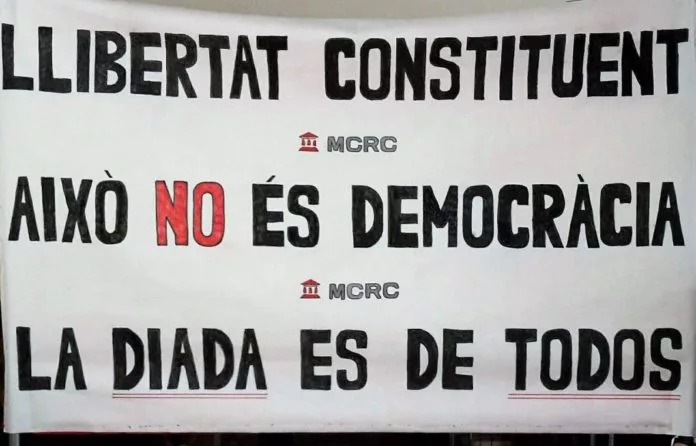 LLIBERTAT CONSTITUENT
MCRC
AIXÒ NO ÉS DEMOCRÀCIA
MCRC
LA DIADA ES DE TODOS